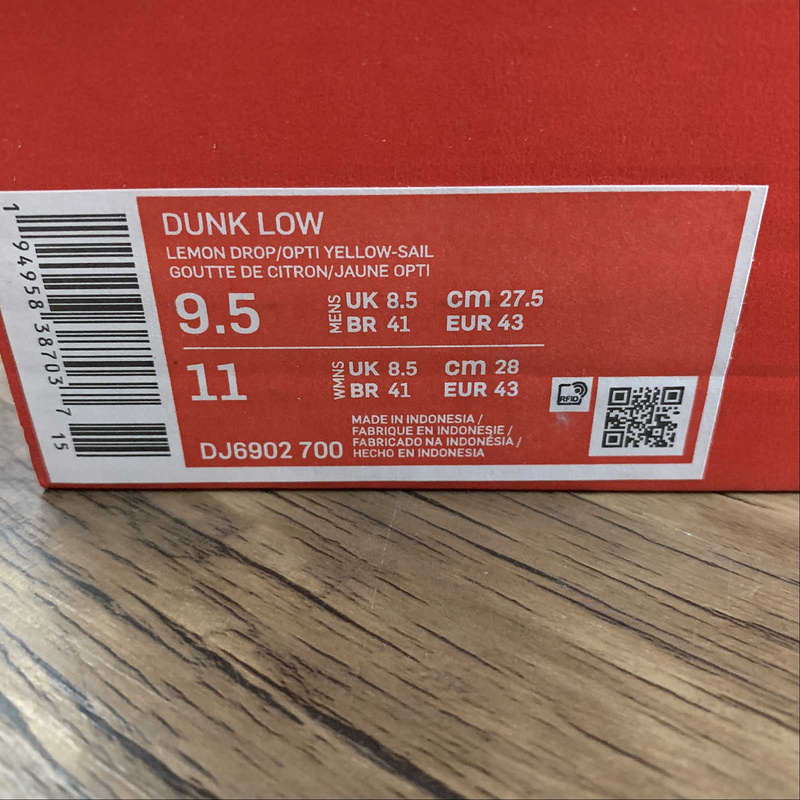 DUNK LOW
LEMON DROP/OPTI YELLOW-SAIL
GOUTTE DE CITRON/JAUNE OPTI
9.5 MENS UK 8.5 cm 27.5
BR 41 EUR 43
11 WMNS UK 8.5 cm 28
BR 41 EUR 43
RFID
DJ6902 700
MADE IN INDONESIA /
FABRIQUE EN INDONESIE /
FABRICADO NA INDONÉSIA /
HECHO EN INDONESIA
1 94958 38703 7 15